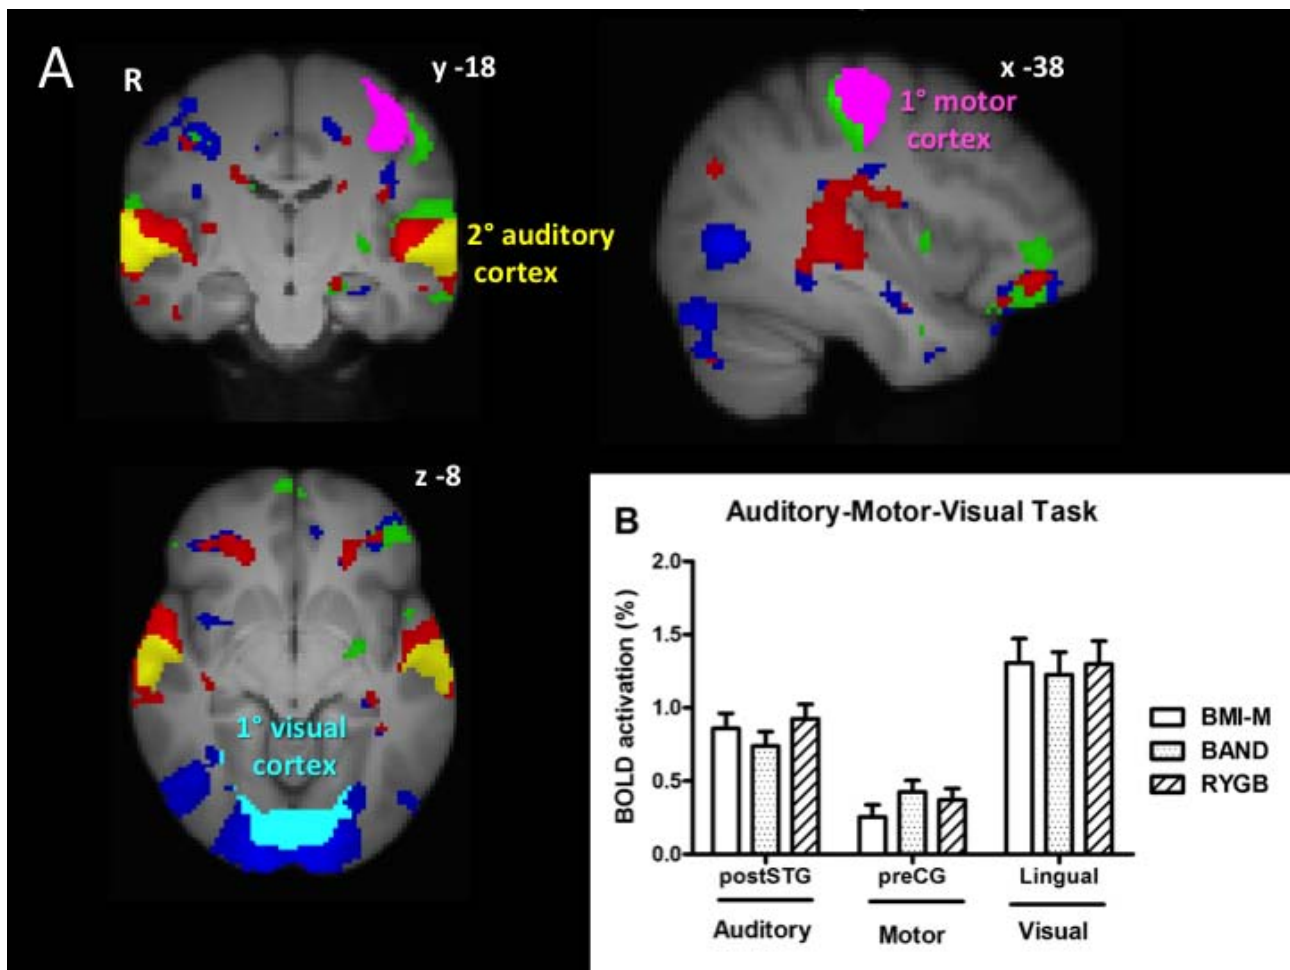 A
R
y -18
x -38
1° motor
cortex
2° auditory
cortex
z -8
1° visual
cortex
B
Auditory-Motor-Visual Task
BOLD activation (%)
2.0
1.5
1.0
0.5
0.0
postSTG
preCG
Lingual
Auditory
Motor
Visual
BMI-M
BAND
RYGB